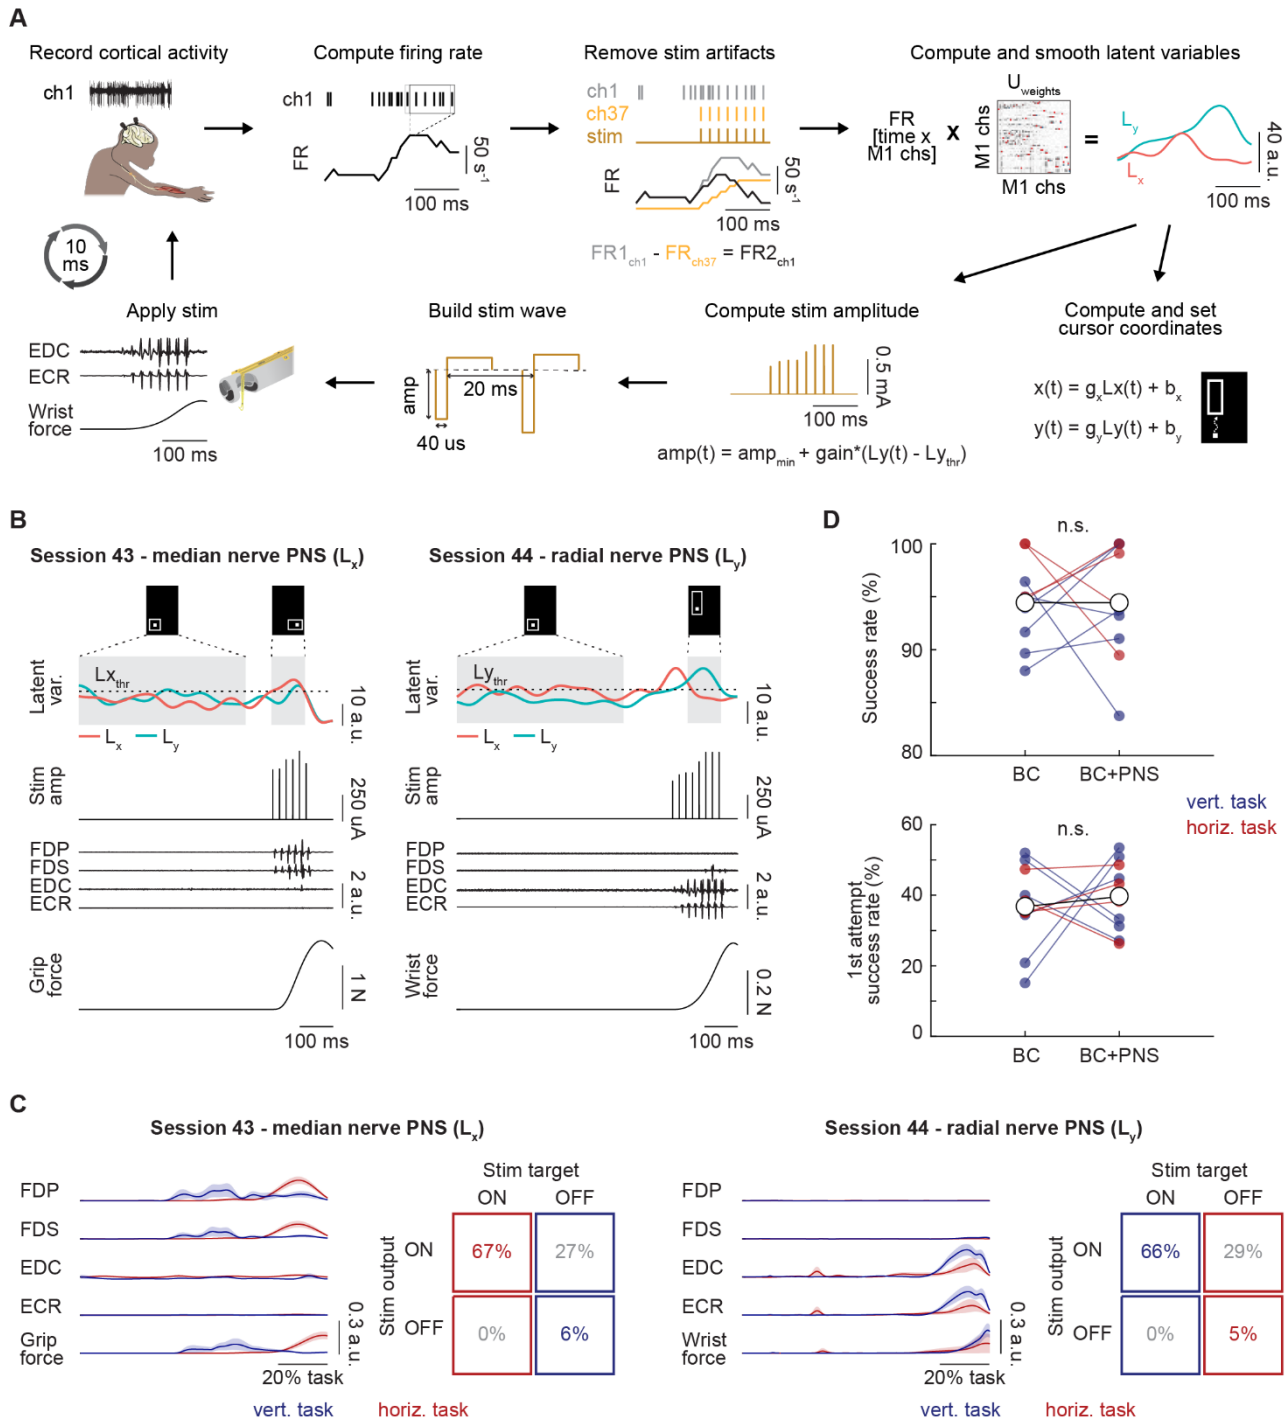 A
Record cortical activity
ch1
Compute firing rate
ch1
FR
50 s-1
100 ms
Remove stim artifacts
ch1
ch37
stim
FR
50 s-1
100 ms
FR1ch1 - FRch37 = FR2ch1
Compute and smooth latent variables
Uweights
FR
[time x
M1 chs]
X
M1 chs
M1 chs
=
Ly
Lx
40 a.u.
100 ms
10
ms
Apply stim
EDC
ECR
Wrist
force
100 ms
Build stim wave
amp
20 ms
40 us
Compute stim amplitude
0.5 mA
100 ms
amp(t) = ampmin + gain*(Ly(t) - Lythr)
Compute and set
cursor coordinates
x(t) = gxLx(t) + bx
y(t) = gyLy(t) + by
B
Session 43 - median nerve PNS (Lx)
Latent
var.
Lxthr
10 a.u.
Lx
Ly
Stim
amp
250 uA
FDP
FDS
EDC
ECR
2 a.u.
Grip
force
1 N
100 ms
Session 44 - radial nerve PNS (Ly)
Latent
var.
Lythr
10 a.u.
Lx
Ly
Stim
amp
250 uA
FDP
FDS
EDC
ECR
2 a.u.
Wrist
force
0.2 N
100 ms
D
n.s.
Success rate (%)
100
90
80
BC
BC+PNS
vert. task
horiz. task
n.s.
1st attempt
success rate (%)
60
40
20
0
BC
BC+PNS
C
Session 43 - median nerve PNS (Lx)
FDP
FDS
EDC
ECR
Grip
force
0.3 a.u.
20% task
Stim target
ON
OFF
Stim output
ON
67%
27%
OFF
0%
6%
vert. task
horiz. task
Session 44 - radial nerve PNS (Ly)
FDP
FDS
EDC
ECR
Wrist
force
0.3 a.u.
20% task
Stim target
ON
OFF
Stim output
ON
66%
29%
OFF
0%
5%
vert. task
horiz. task